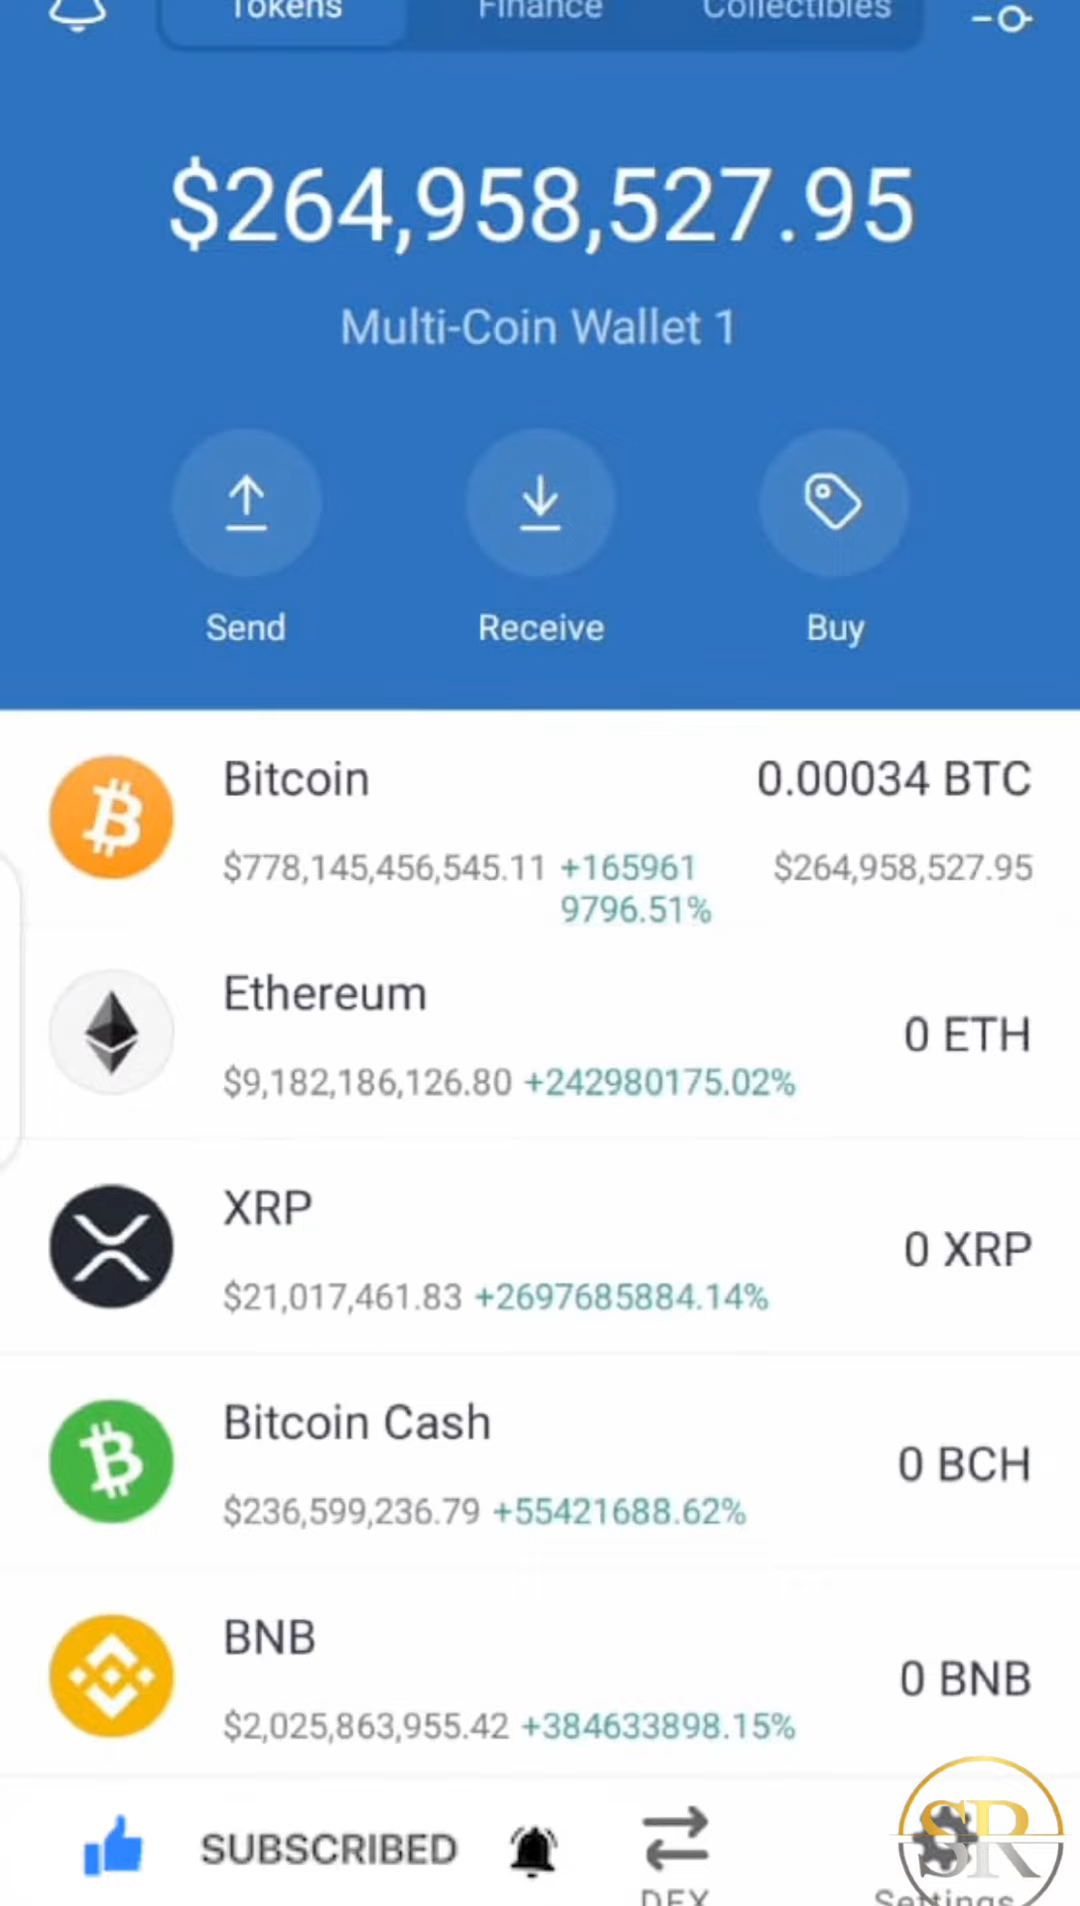 Tokens Finance Collectibles
$264,958,527.95
Multi-Coin Wallet 1
Send Receive Buy
Bitcoin 0.00034 BTC
$778,145,456,545.11 +165961 $264,958,527.95
9796.51%
Ethereum
0 ETH
$9,182,186,126.80 +242980175.02%
XRP
0 XRP
$21,017,461.83 +2697685884.14%
Bitcoin Cash
0 BCH
$236,599,236.79 +55421688.62%
BNB
0 BNB
$2,025,863,955.42 +384633898.15%
SUBSCRIBED
SR
DEX Settings